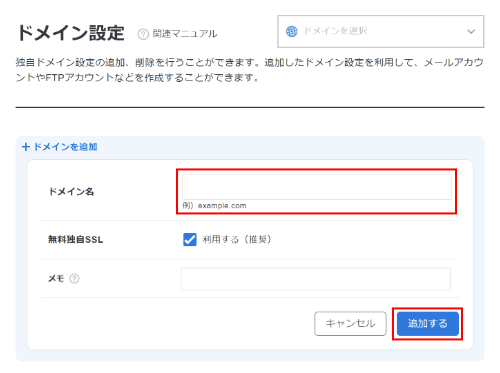 ドメイン設定 ? 関連マニュアル ドメインを選択
独自ドメイン設定の追加、削除を行うことができます。追加したドメイン設定を利用して、メールアカウ
ントやFTPアカウントなどを作成することができます。
+ ドメインを追加
ドメイン名
例）example.com
無料独自SSL 利用する（推奨）
メモ ?
キャンセル 追加する